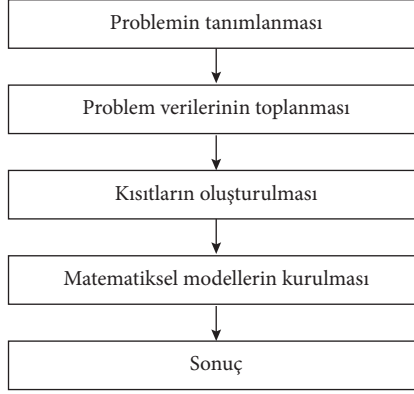 Problemin tanımlanması
Problem verilerinin toplanması
Kısıtların oluşturulması
Matematiksel modellerin kurulması
Sonuç